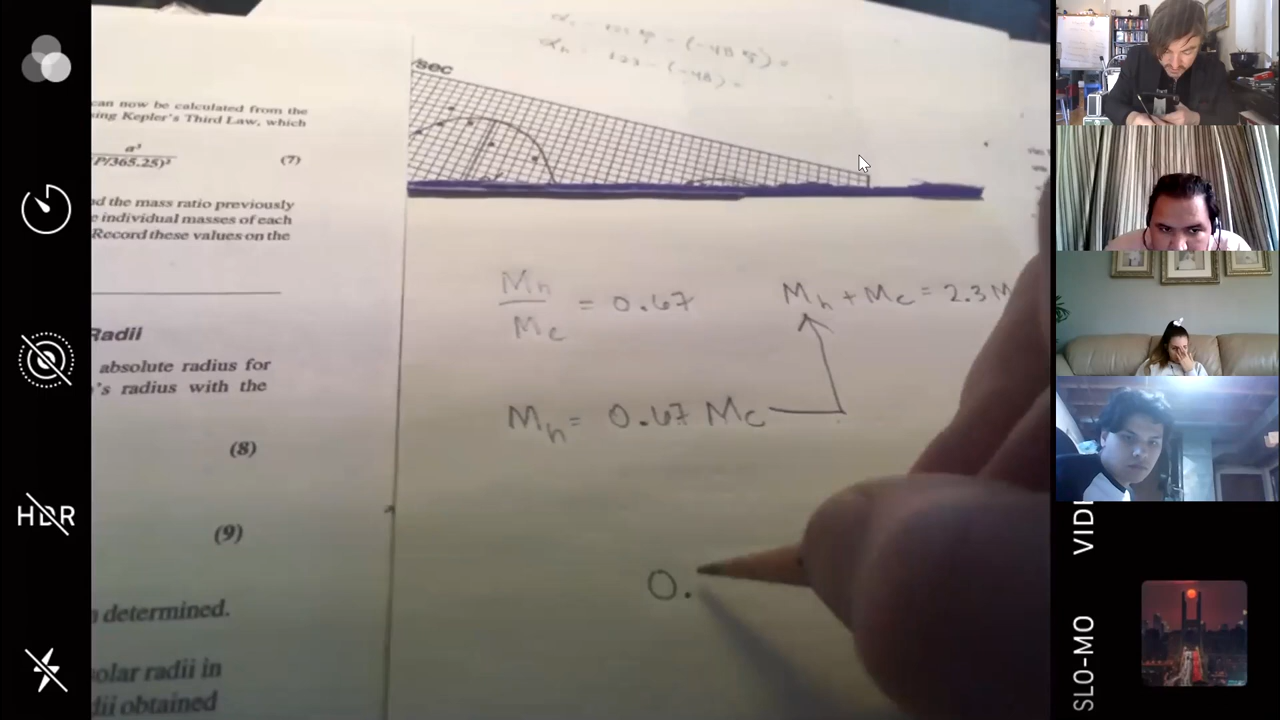 can now be calculated from the
Kepler's Third Law, which
a³
(P/365.25)²
(7)
nd the mass ratio previously
e individual masses of each
Record these values on the
Radii
absolute radius for
's radius with the
(8)
(9)
determined.
solar radii in
obtained
/sec
Mh
Mc
= 0.67
Mh + Mc = 2.3 M
Mh = 0.67 Mc
0.
HDR
VIDE
SLO-MO